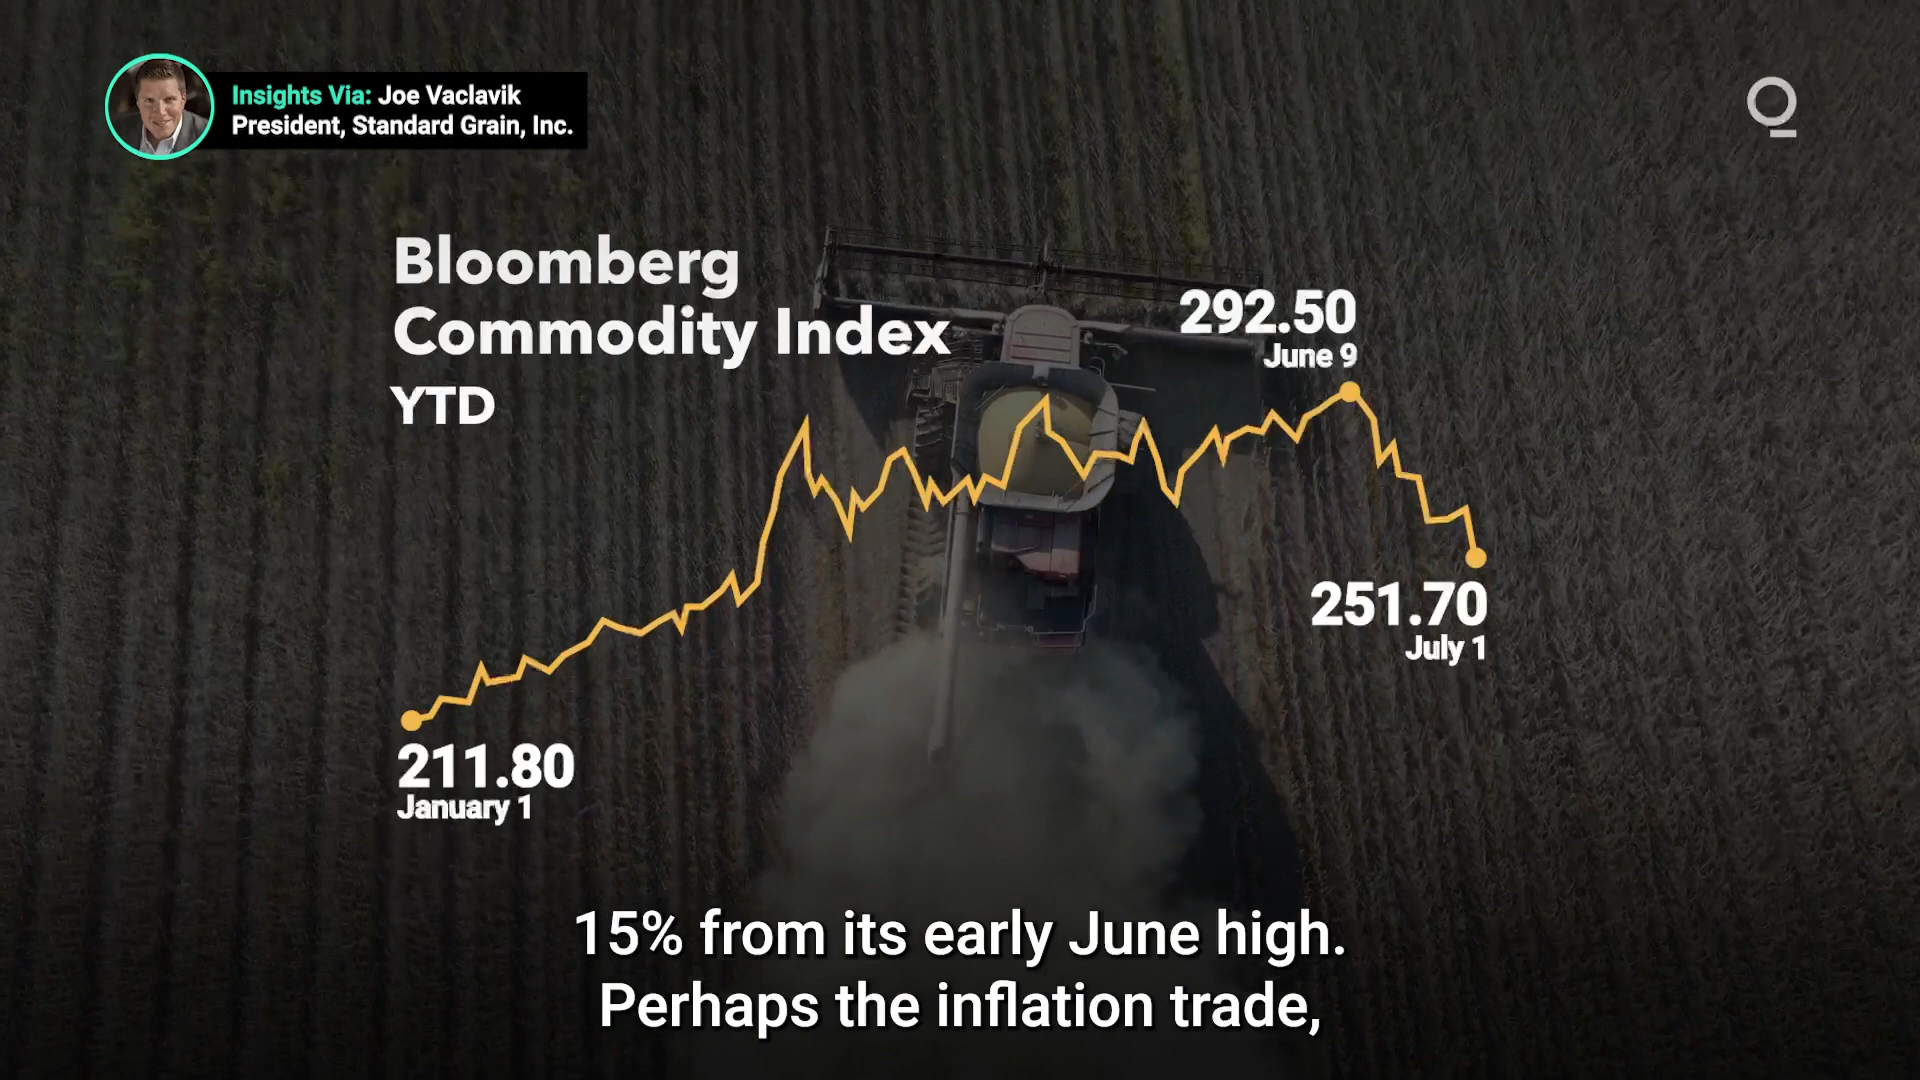 Insights Via: Joe Vaclavik
President, Standard Grain, Inc.
Bloomberg
Commodity Index
YTD
292.50
June 9
251.70
July 1
211.80
January 1
15% from its early June high.
Perhaps the inflation trade,